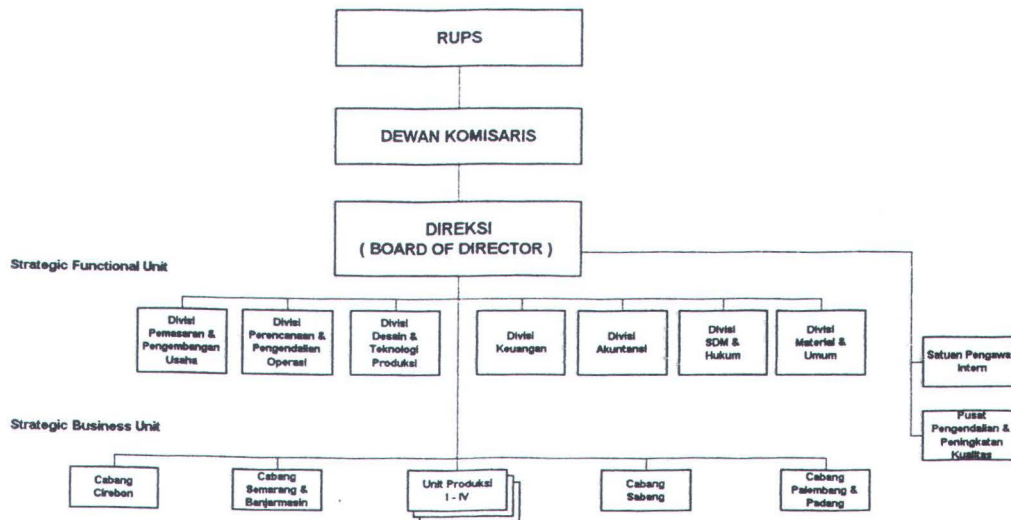 RUPS
DEWAN KOMISARIS
DIREKSI
( BOARD OF DIRECTOR )
Strategic Functional Unit
Divisi
Pemasaran &
Pengembangan
Usaha
Divisi
Perencanaan &
Pengendalian
Operasi
Divisi
Desain &
Teknologi
Produksi
Divisi
Keuangan
Divisi
Akuntansi
Divisi
SDM &
Hukum
Divisi
Material &
Umum
Satuan Pengawa
Intern
Pusat
Pengendalian &
Peningkatan
Kualitas
Strategic Business Unit
Cabang
Cirebon
Cabang
Semarang &
Banjarmasin
Unit Produksi
I - IV
Cabang
Sabang
Cabang
Palembang &
Padang